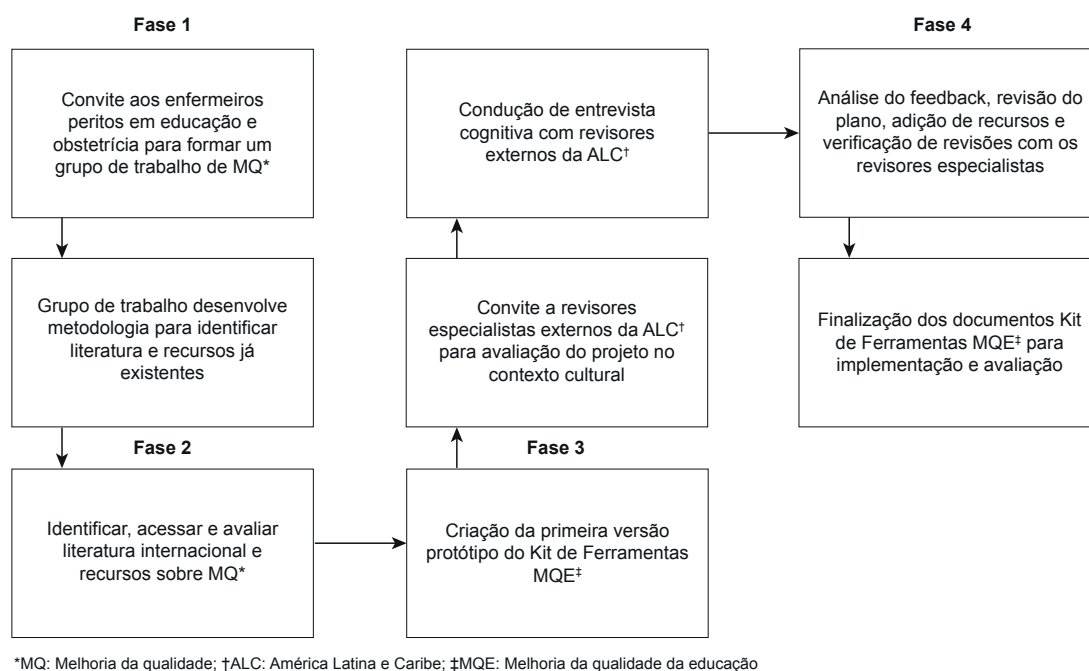 Fase 1
Convite aos enfermeiros
peritos em educação e
obstetrícia para formar um
grupo de trabalho de MQ*
Grupo de trabalho desenvolve
metodologia para identificar
literatura e recursos já
existentes
Fase 2
Identificar, acessar e avaliar
literatura internacional e
recursos sobre MQ*
Fase 3
Criação da primeira versão
protótipo do Kit de Ferramentas
MQE‡
Convite a revisores
especialistas externos da ALC†
para avaliação do projeto no
contexto cultural
Condução de entrevista
cognitiva com revisores
externos da ALC†
Fase 4
Análise do feedback, revisão do
plano, adição de recursos e
verificação de revisões com os
revisores especialistas
Finalização dos documentos Kit
de Ferramentas MQE‡ para
implementação e avaliação
*MQ: Melhoria da qualidade; †ALC: América Latina e Caribe; ‡MQE: Melhoria da qualidade da educação